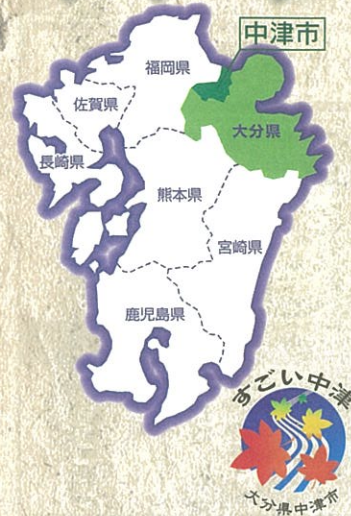 中津市
福岡県
佐賀県
大分県
長崎県
熊本県
宮崎県
鹿児島県
すごい中津
大分県中津市